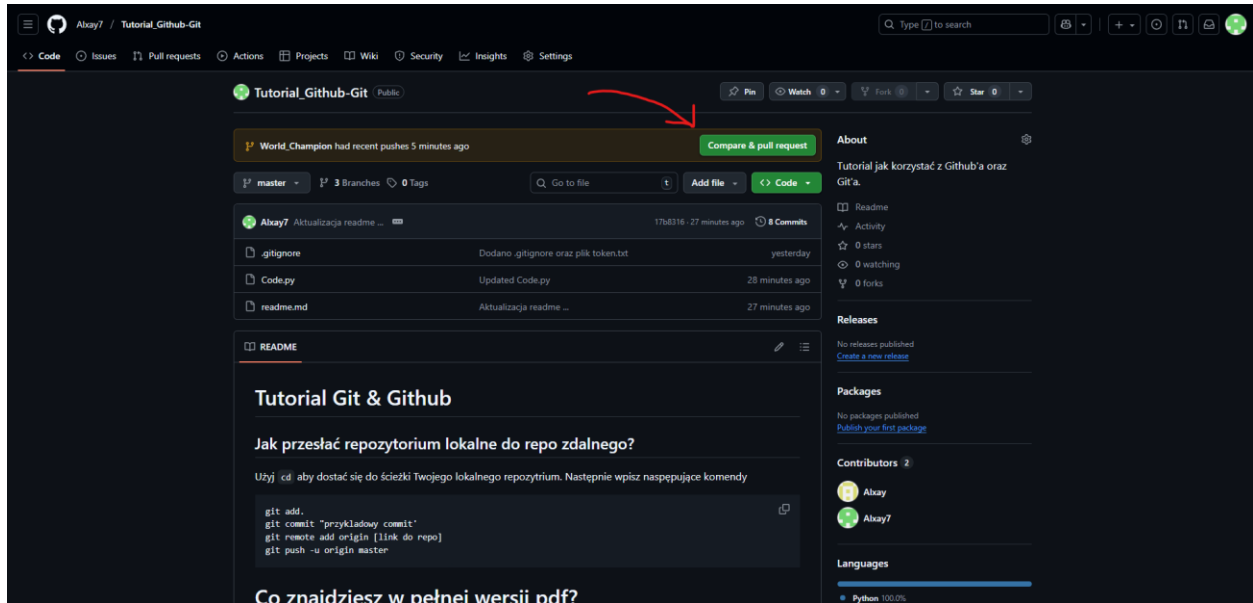 Alxay7 / Tutorial_Github-Git
Type / to search
Code Issues Pull requests Actions Projects Wiki Security Insights Settings
Tutorial_Github-Git Public
Pin Watch 0 Fork 0 Star 0
World_Champion had recent pushes 5 minutes ago
Compare & pull request
master 3 Branches 0 Tags
Go to file t Add file <> Code
Alxay7 Aktualizacja readme ...
17b8316 · 27 minutes ago 8 Commits
.gitignore Dodano .gitignore oraz plik token.txt yesterday
Code.py Updated Code.py 28 minutes ago
readme.md Aktualizacja readme ... 27 minutes ago
README
Tutorial Git & Github
Jak przesłać repozytorium lokalne do repo zdalnego?
Użyj cd aby dostać się do ścieżki Twojego lokalnego repozytrium. Następnie wpisz naspępujące komendy
git add.
git commit "przykladowy commit'
git remote add origin [link do repo]
git push -u origin master
Co znajdziesz w pełnej wersji pdf?
About
Tutorial jak korzystać z Github'a oraz
Git'a.
Readme
Activity
0 stars
0 watching
0 forks
Releases
No releases published
Create a new release
Packages
No packages published
Publish your first package
Contributors 2
Alxay
Alxay7
Languages
Python 100.0%